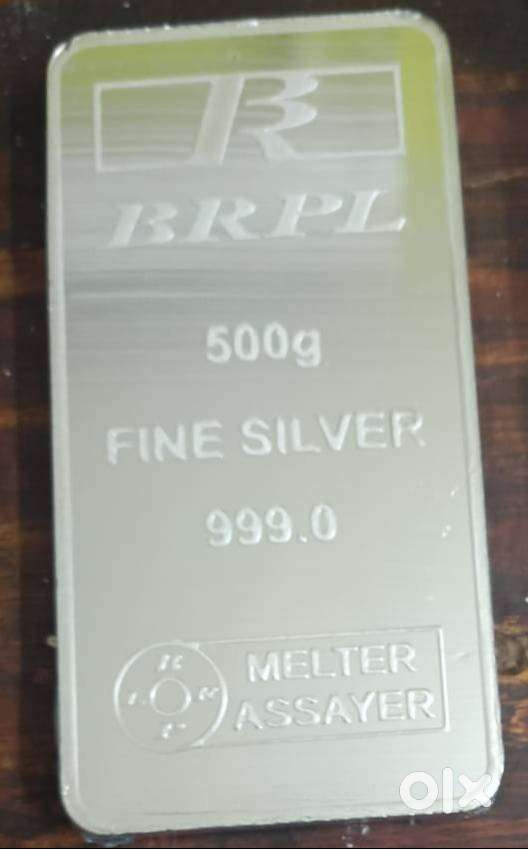 R
BRPL
500g
FINE SILVER
999.0
MELTER
ASSAYER
olx